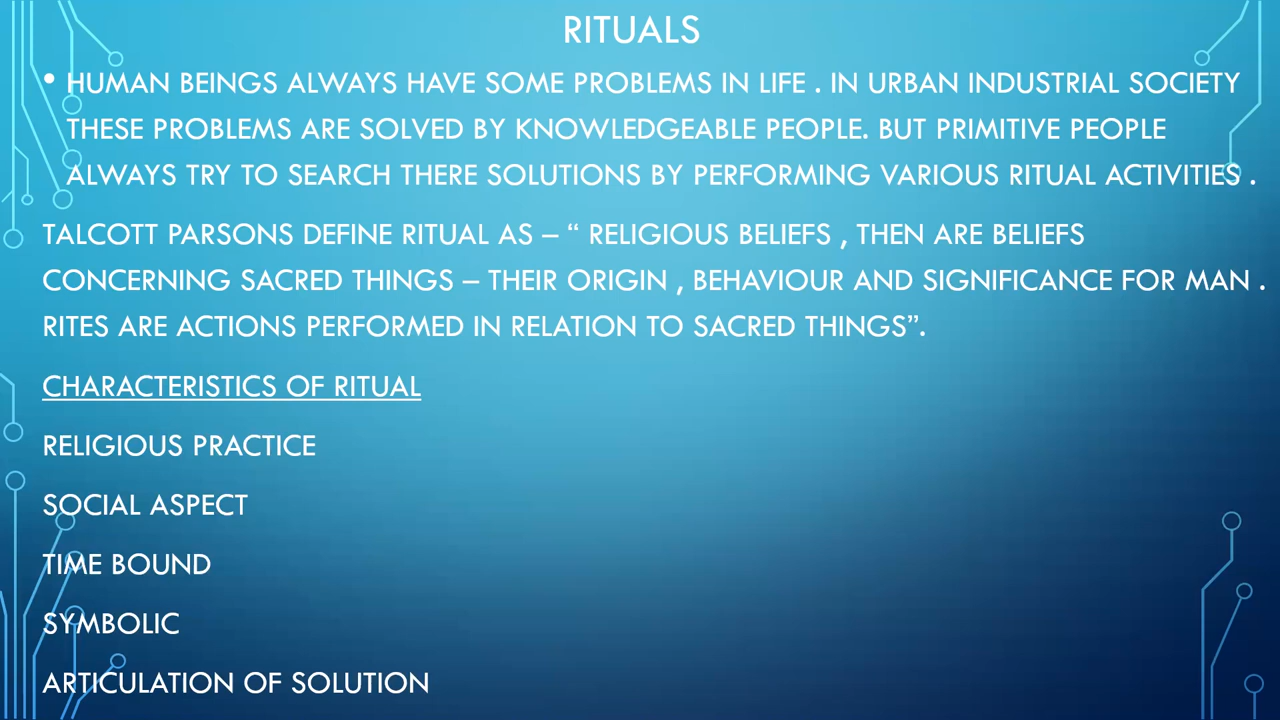 RITUALS
• HUMAN BEINGS ALWAYS HAVE SOME PROBLEMS IN LIFE . IN URBAN INDUSTRIAL SOCIETY
THESE PROBLEMS ARE SOLVED BY KNOWLEDGEABLE PEOPLE. BUT PRIMITIVE PEOPLE
ALWAYS TRY TO SEARCH THERE SOLUTIONS BY PERFORMING VARIOUS RITUAL ACTIVITIES .
TALCOTT PARSONS DEFINE RITUAL AS – “ RELIGIOUS BELIEFS , THEN ARE BELIEFS
CONCERNING SACRED THINGS – THEIR ORIGIN , BEHAVIOUR AND SIGNIFICANCE FOR MAN .
RITES ARE ACTIONS PERFORMED IN RELATION TO SACRED THINGS”.
CHARACTERISTICS OF RITUAL
RELIGIOUS PRACTICE
SOCIAL ASPECT
TIME BOUND
SYMBOLIC
ARTICULATION OF SOLUTION